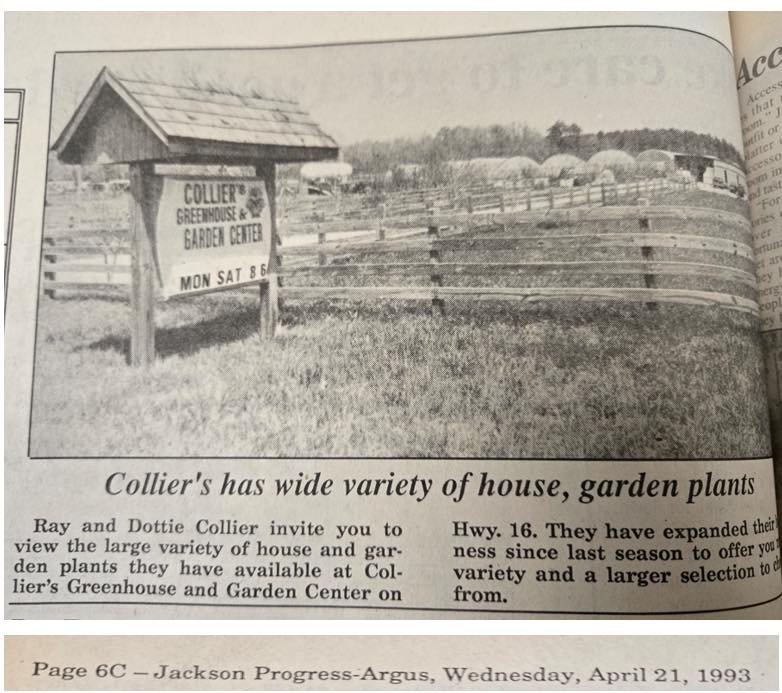 COLLIER'S
GREENHOUSE &
GARDEN CENTER
MON SAT 8 6
Acc
Access
Collier's has wide variety of house, garden plants
Ray and Dottie Collier invite you to
view the large variety of house and gar-
den plants they have available at Col-
lier's Greenhouse and Garden Center on
Hwy. 16. They have expanded their
ness since last season to offer you
variety and a larger selection to
from.
Page 6C – Jackson Progress-Argus, Wednesday, April 21, 1993